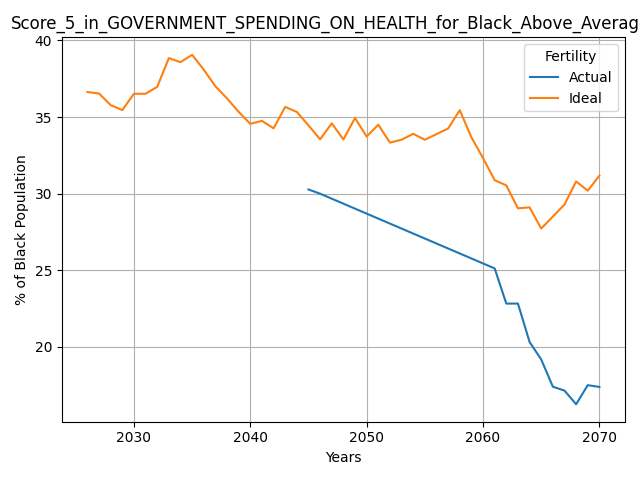 Score_5_in_GOVERNMENT_SPENDING_ON_HEALTH_for_Black_Above_Averag
40
35
30
25
20
% of Black Population
Fertility
Actual
Ideal
2030 2040 2050 2060 2070
Years